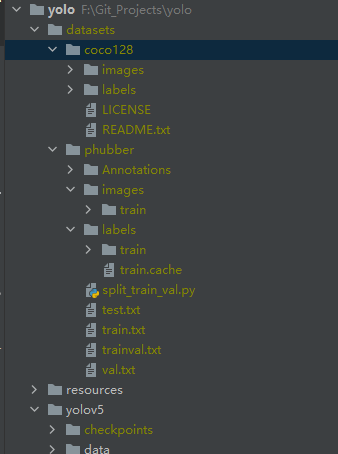 yolo F:\Git_Projects\yolo
datasets
coco128
images
labels
LICENSE
README.txt
phubber
Annotations
images
train
labels
train
train.cache
split_train_val.py
test.txt
train.txt
trainval.txt
val.txt
resources
yolov5
checkpoints
data